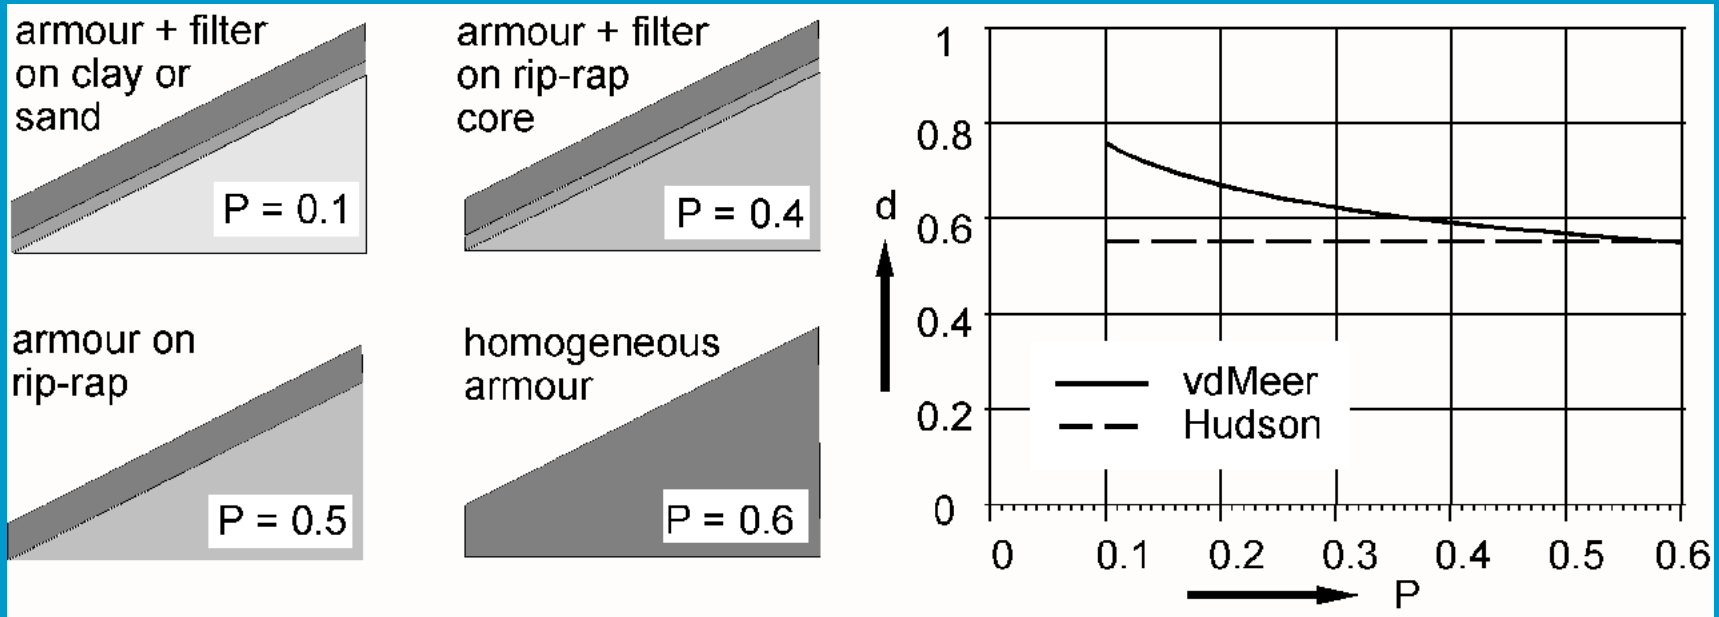 armour + filter
on clay or
sand
P = 0.1
armour + filter
on rip-rap
core
P = 0.4
armour on
rip-rap
P = 0.5
homogeneous
armour
P = 0.6
1
0.8
d
0.6
0.4
0.2
0
vdMeer
Hudson
0 0.1 0.2 0.3 0.4 0.5 0.6
P